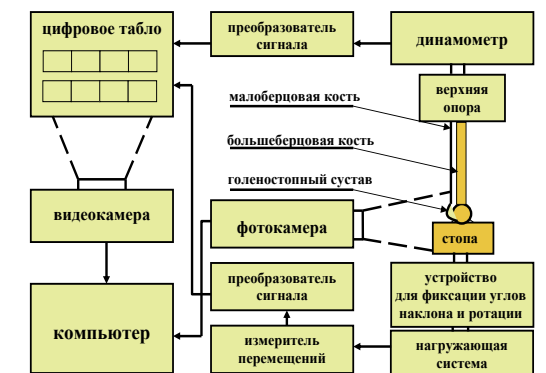 цифровое табло
преобразователь
сигнала
динамометр
верхняя
опора
малоберцовая кость
большеберцовая кость
голеностопный сустав
видеокамера
фотокамера
стопа
преобразователь
сигнала
устройство
для фиксации углов
наклона и ротации
компьютер
измеритель
перемещений
нагружающая
система